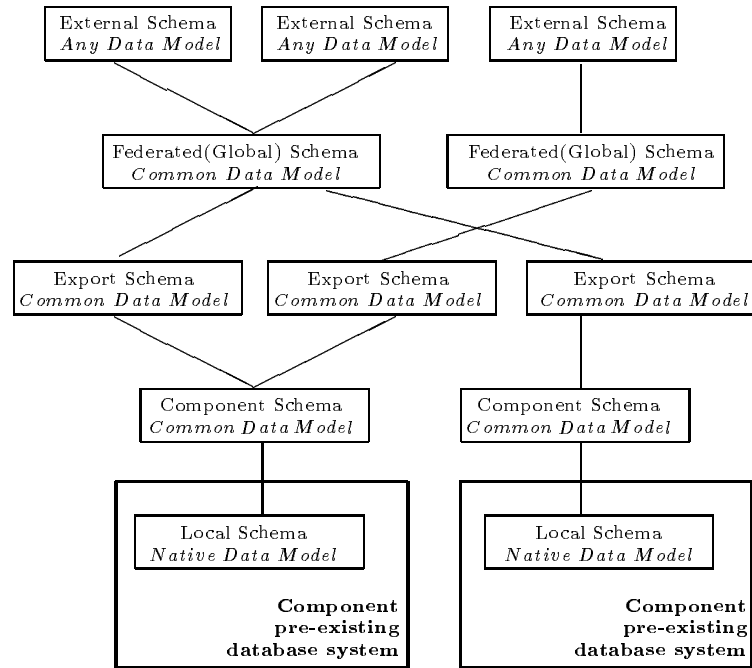 External Schema
Any Data Model
External Schema
Any Data Model
External Schema
Any Data Model
Federated(Global) Schema
Common Data Model
Federated(Global) Schema
Common Data Model
Export Schema
Common Data Model
Export Schema
Common Data Model
Export Schema
Common Data Model
Component Schema
Common Data Model
Component Schema
Common Data Model
Local Schema
Native Data Model
Component
pre-existing
database system
Local Schema
Native Data Model
Component
pre-existing
database system